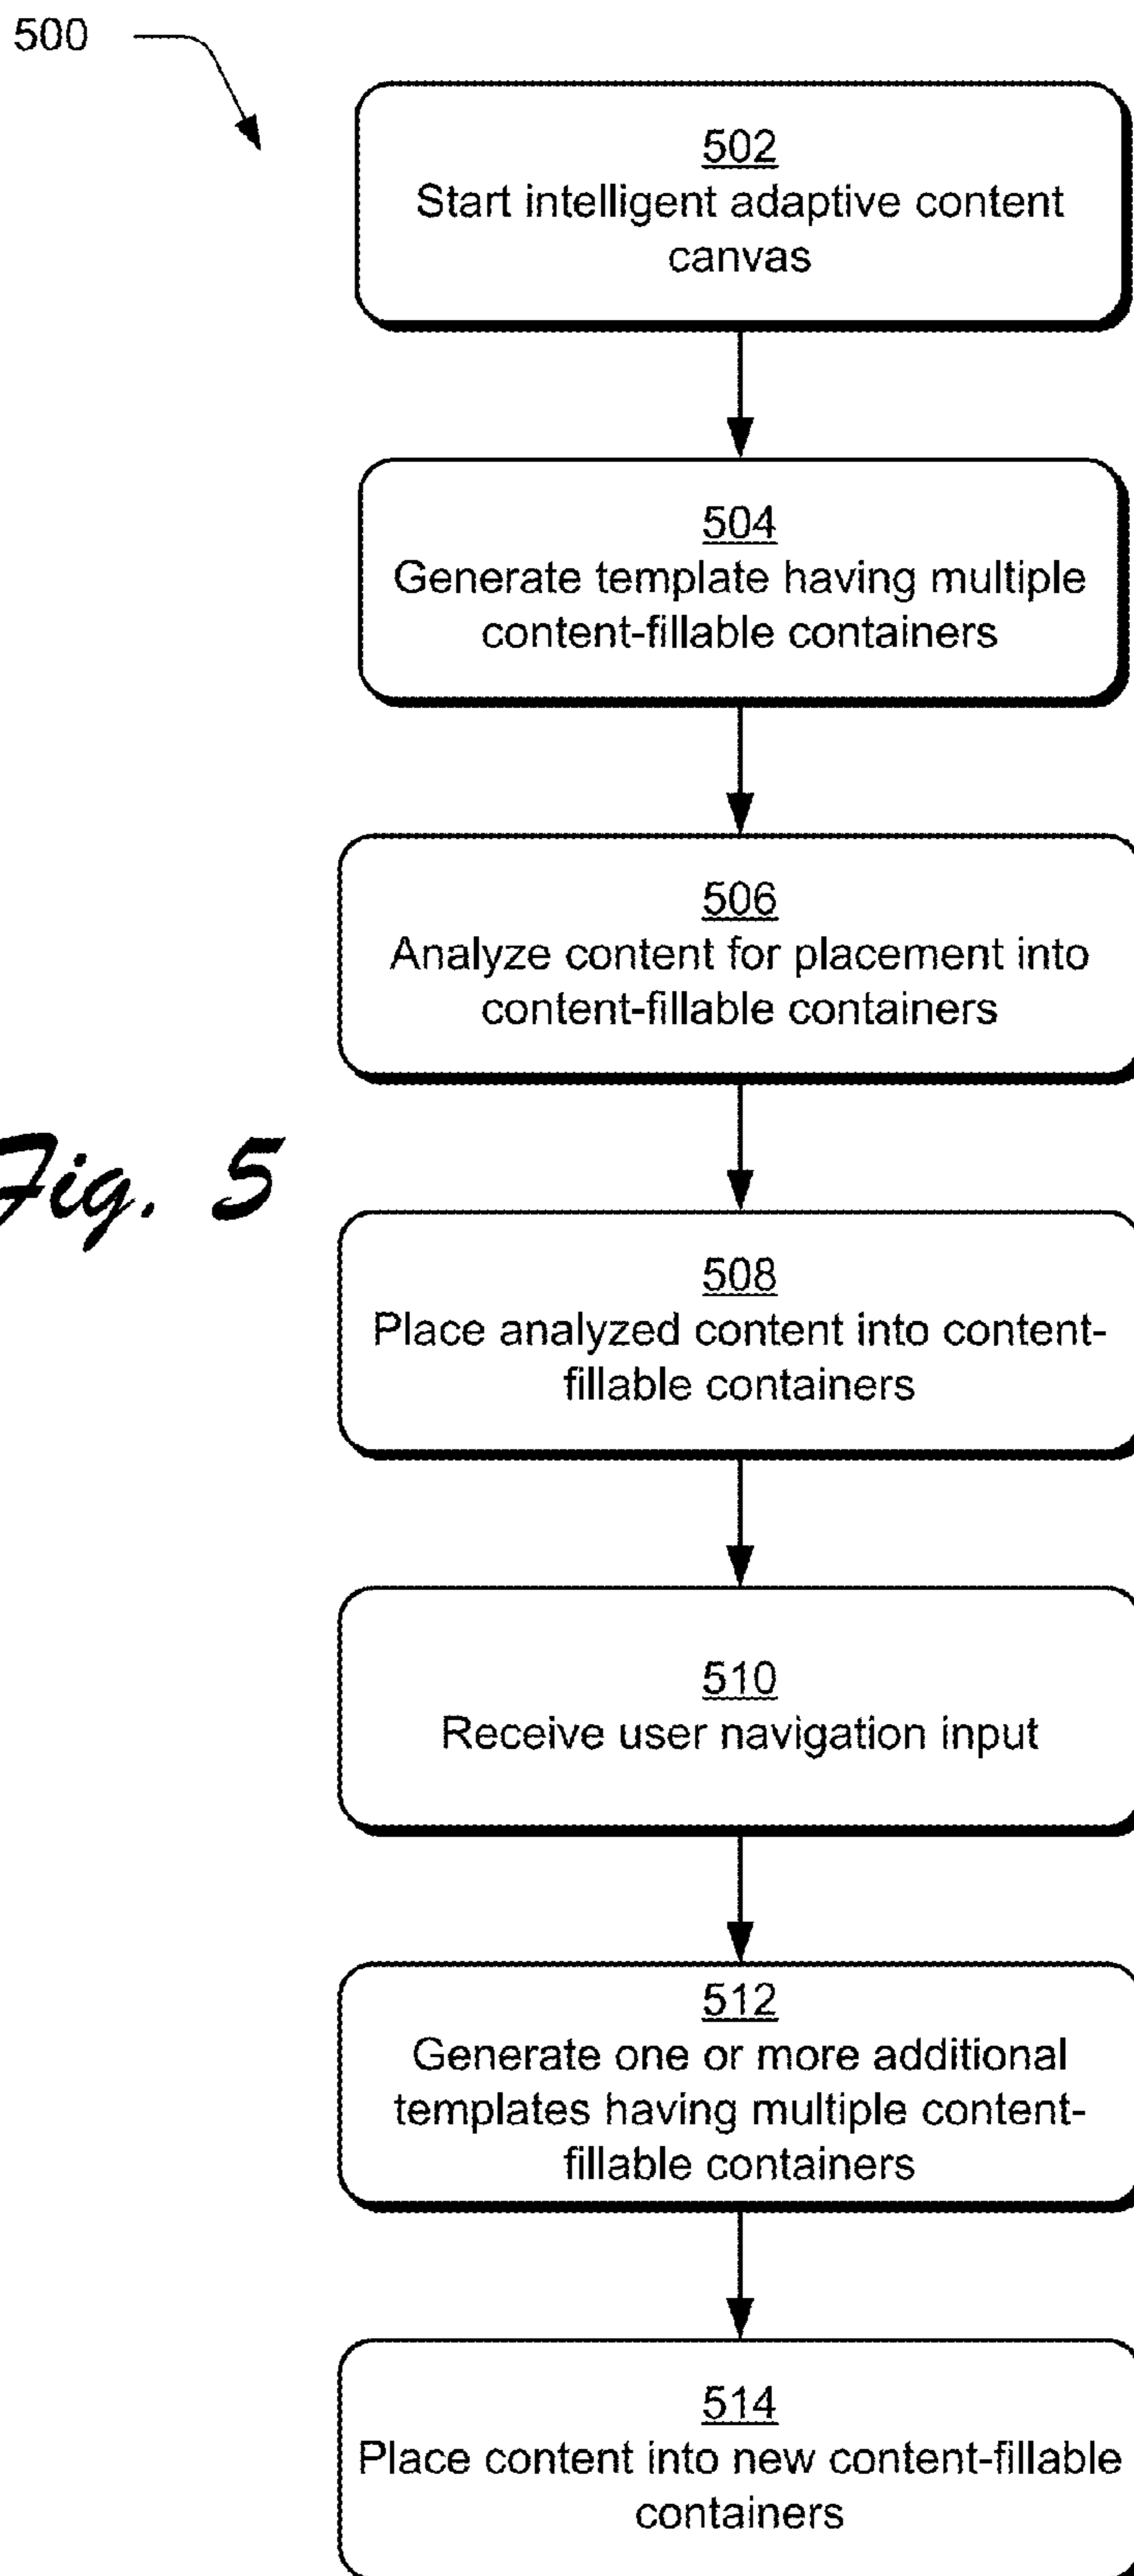 500
502
Start intelligent adaptive content
canvas
504
Generate template having multiple
content-fillable containers
506
Analyze content for placement into
content-fillable containers
Fig. 5
508
Place analyzed content into content-
fillable containers
510
Receive user navigation input
512
Generate one or more additional
templates having multiple content-
fillable containers
514
Place content into new content-fillable
containers